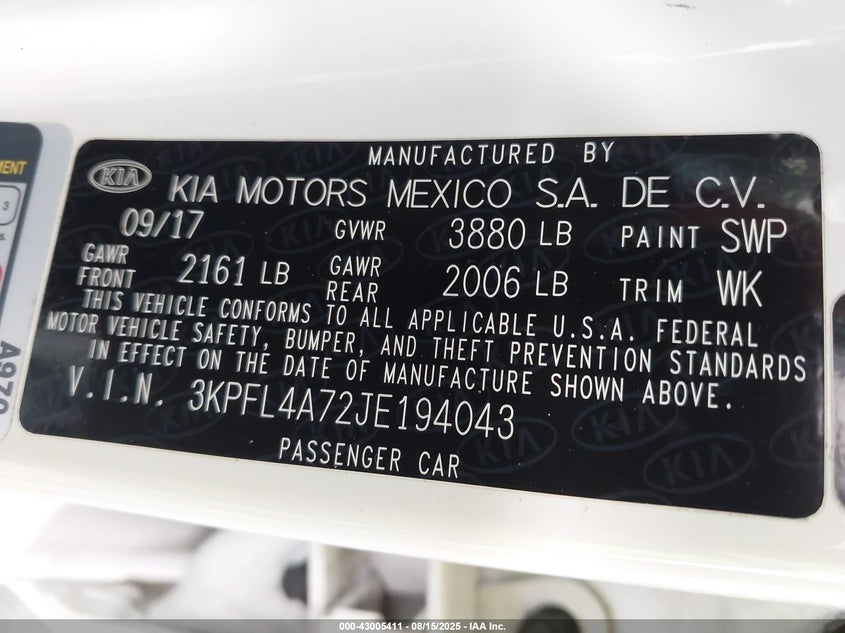 MANUFACTURED BY
KIA KIA MOTORS MEXICO S.A. DE C.V.
09/17 GVWR 3880 LB PAINT SWP
GAWR FRONT 2161 LB GAWR REAR 2006 LB TRIM WK
THIS VEHICLE CONFORMS TO ALL APPLICABLE U.S.A. FEDERAL
MOTOR VEHICLE SAFETY, BUMPER, AND THEFT PREVENTION STANDARDS
IN EFFECT ON THE DATE OF MANUFACTURE SHOWN ABOVE.
V.I.N. 3KPFL4A72JE194043
PASSENGER CAR
3
000-43005411 - 08/15/2025 - IAA Inc.